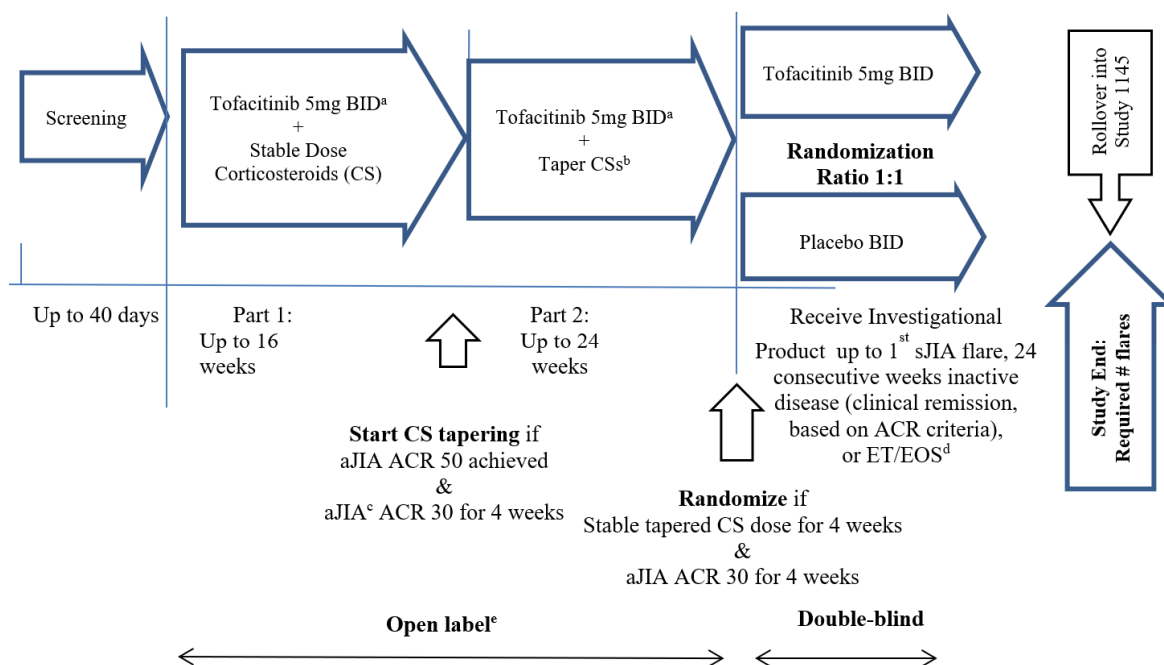 Screening
Tofacitinib 5mg BIDᵃ
+
Stable Dose
Corticosteroids (CS)
Tofacitinib 5mg BIDᵃ
+
Taper CSsᵇ
Tofacitinib 5mg BID
Randomization
Ratio 1:1
Placebo BID
Rollover into
Study 1145
Up to 40 days
Part 1:
Up to 16
weeks
Part 2:
Up to 24
weeks
Receive Investigational
Product up to 1st sJIA flare, 24
consecutive weeks inactive
disease (clinical remission,
based on ACR criteria),
or ET/EOSᵈ
Study End:
Required # flares
Start CS tapering if
aJIA ACR 50 achieved
&
aJIAᶜ ACR 30 for 4 weeks
Randomize if
Stable tapered CS dose for 4 weeks
&
aJIA ACR 30 for 4 weeks
Open labelᵉ
Double-blind